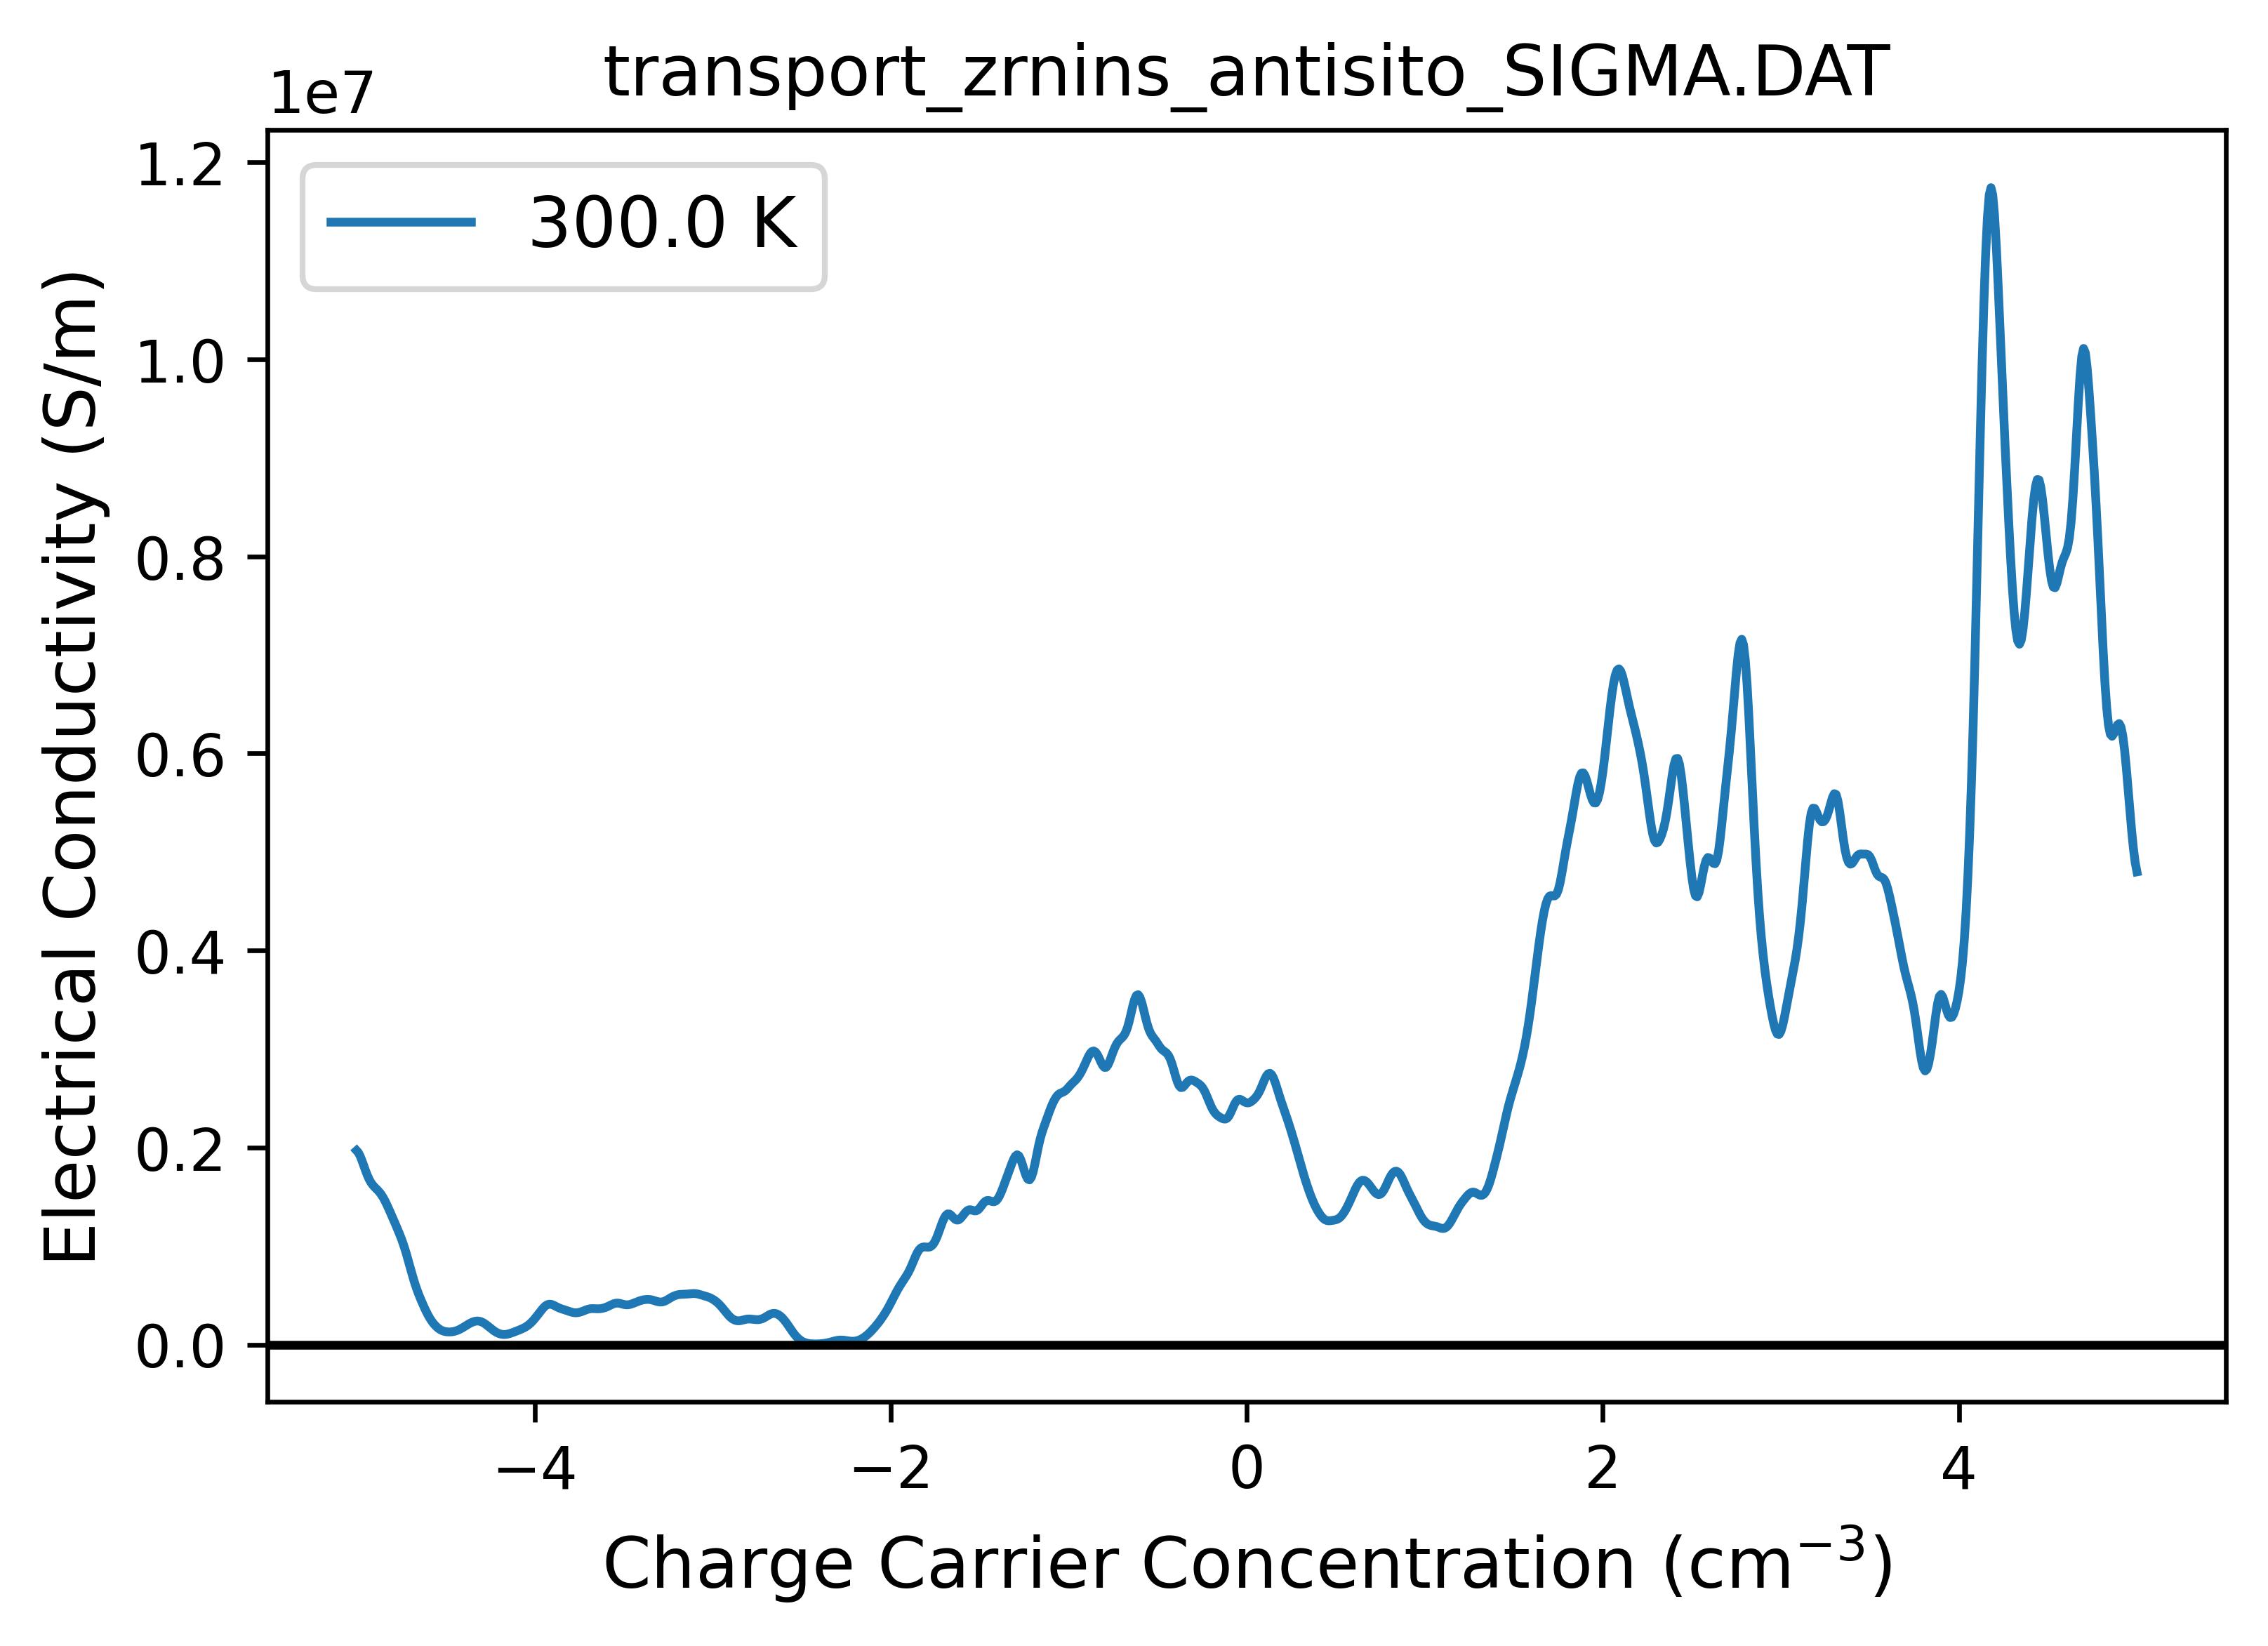 transport_zrnins_antisito_SIGMA.DAT
1e7
300.0 K
Electrical Conductivity (S/m)
1.2
1.0
0.8
0.6
0.4
0.2
0.0
−4 −2 0 2 4
Charge Carrier Concentration (cm⁻³)